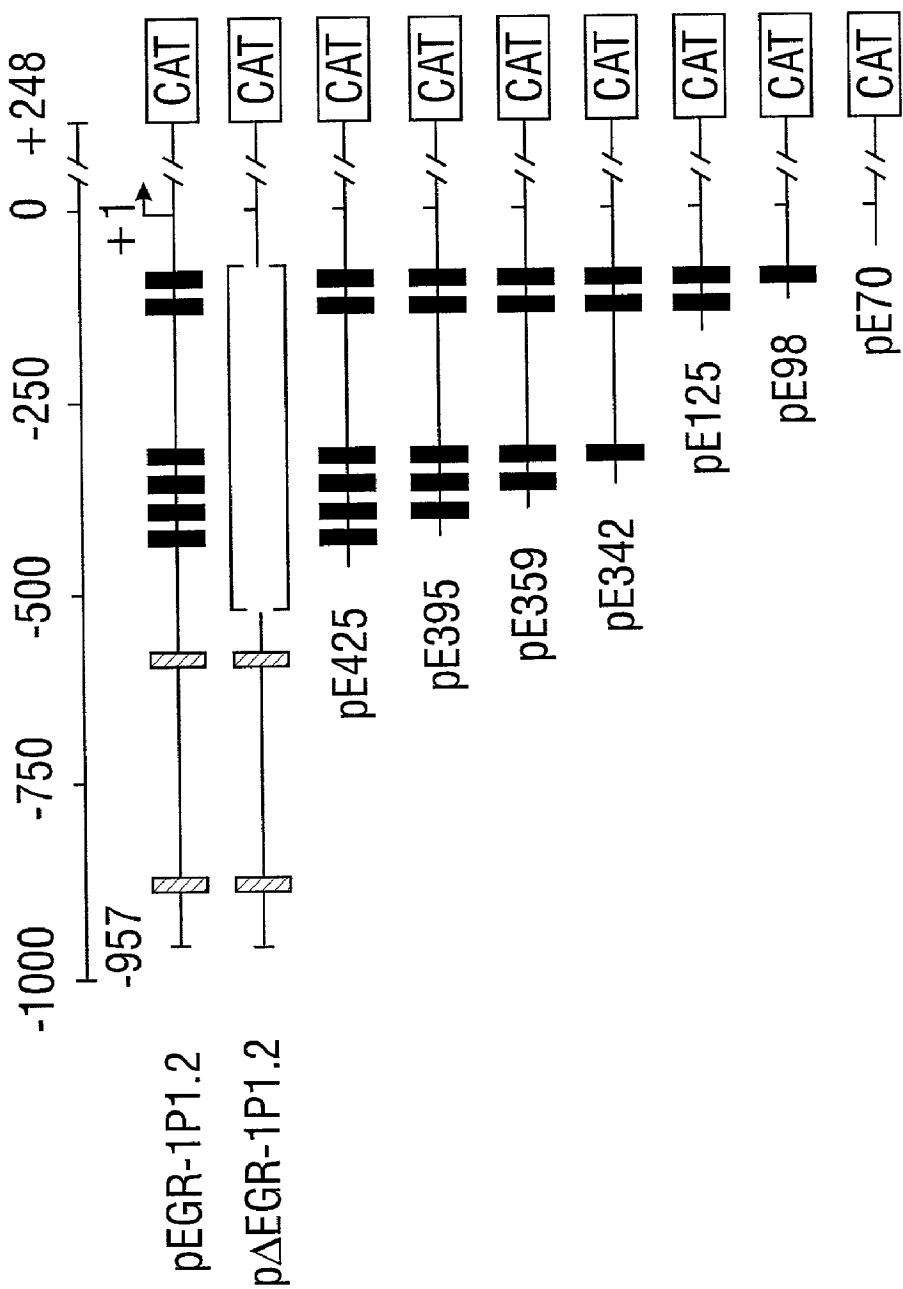 -1000 -750 -500 -250 0 +248
-957 +1
pEGR-1P1.2 CAT
pΔEGR-1P1.2 CAT
pE425 CAT
pE395 CAT
pE359 CAT
pE342 CAT
pE125 CAT
pE98 CAT
pE70 CAT